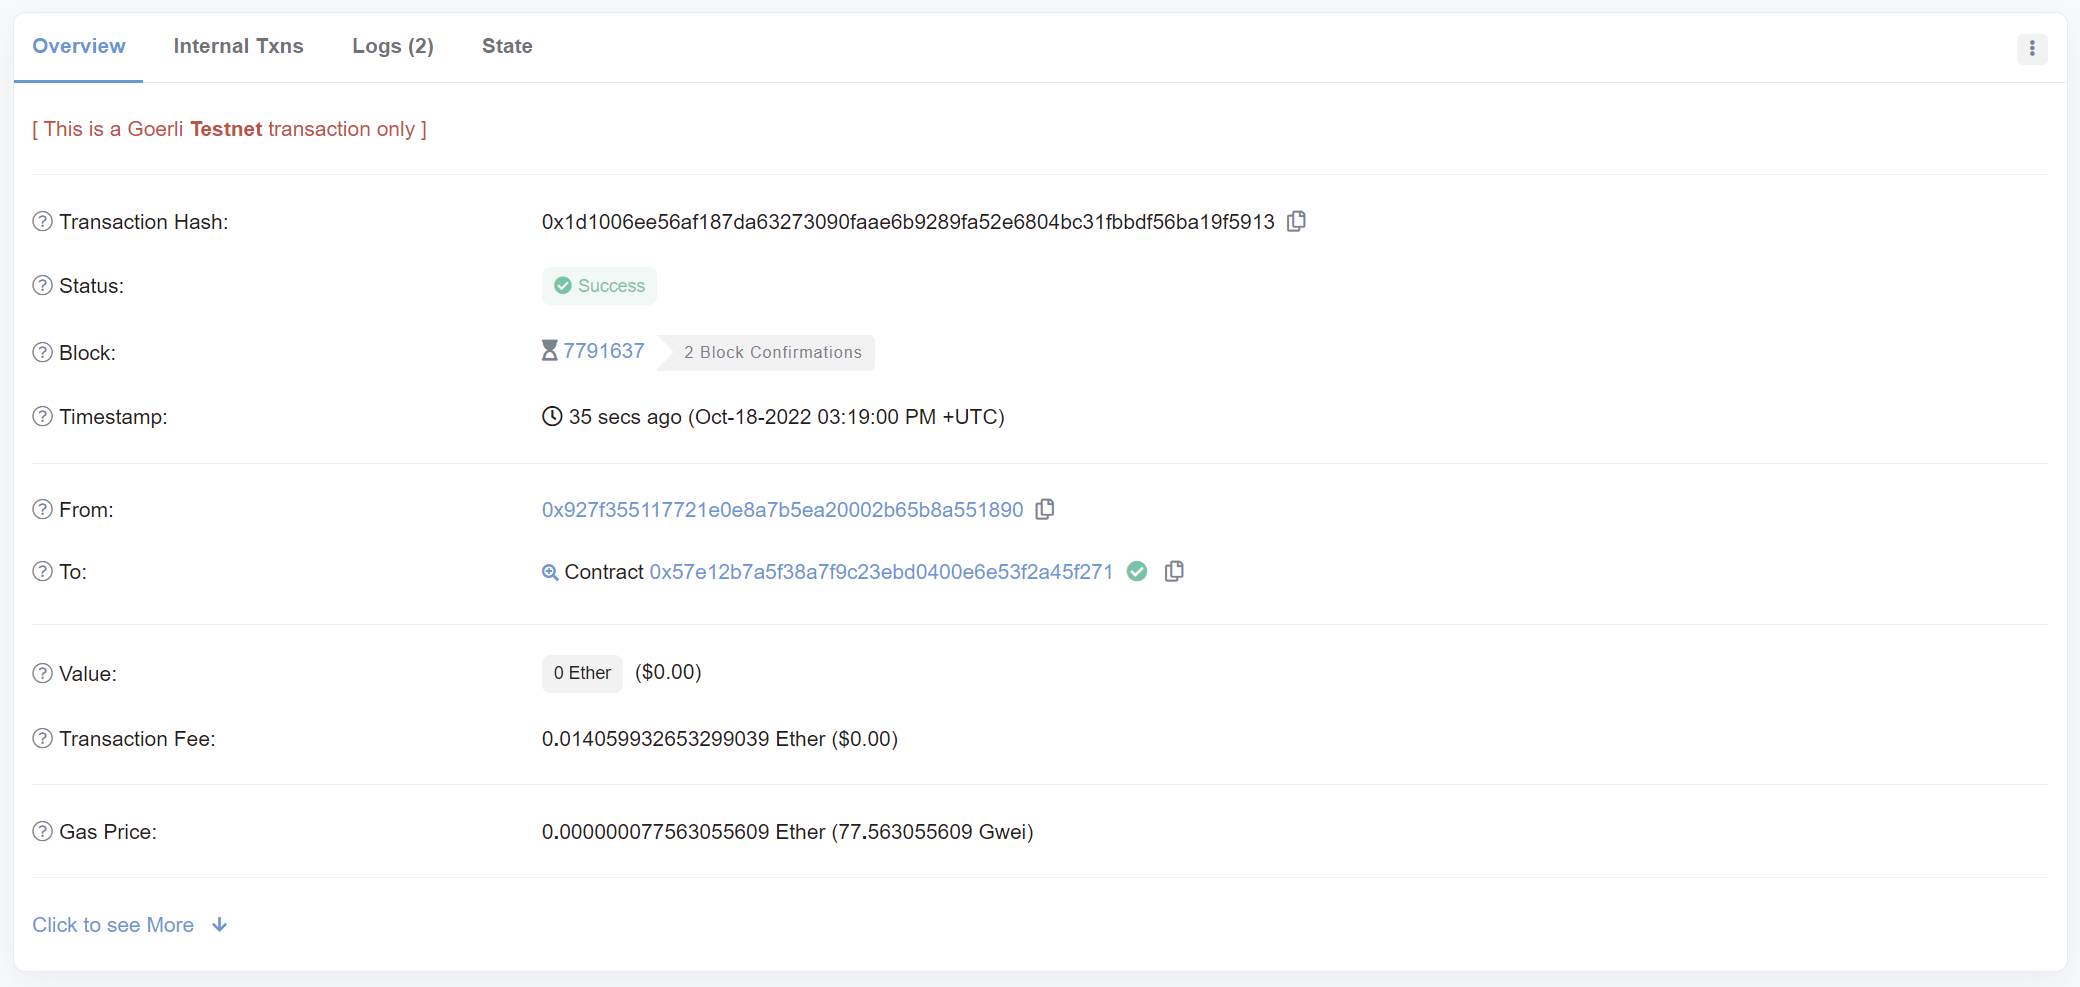 Overview Internal Txns Logs (2) State
[ This is a Goerli Testnet transaction only ]
Transaction Hash: 0x1d1006ee56af187da63273090faae6b9289fa52e6804bc31fbbdf56ba19f5913
Status: Success
Block: 7791637 2 Block Confirmations
Timestamp: 35 secs ago (Oct-18-2022 03:19:00 PM +UTC)
From: 0x927f355117721e0e8a7b5ea20002b65b8a551890
To: Contract 0x57e12b7a5f38a7f9c23ebd0400e6e53f2a45f271
Value: 0 Ether ($0.00)
Transaction Fee: 0.014059932653299039 Ether ($0.00)
Gas Price: 0.000000077563055609 Ether (77.563055609 Gwei)
Click to see More